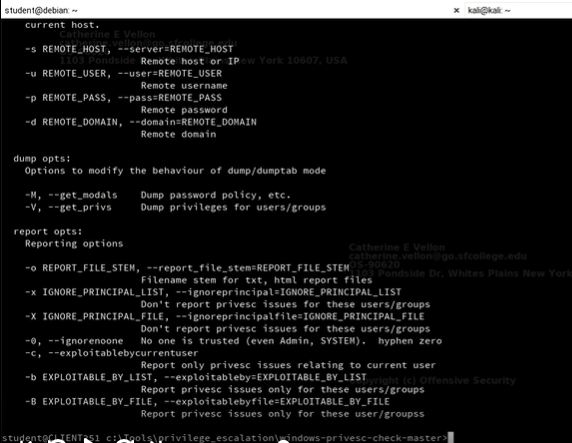 student@debian: ~
×
kali@kali: ~
current host.
Catherine E Vellon
catherine.vellon@go.sfcollege.edu
-s REMOTE_HOST, --server=REMOTE_HOST
Remote host or IP
1103 Pondside New York 10607. USA
-u REMOTE_USER, --user=REMOTE_USER
Remote username
-p REMOTE_PASS, --pass=REMOTE_PASS
Remote password
-d REMOTE_DOMAIN, --domain=REMOTE_DOMAIN
Remote domain
dump opts:
Options to modify the behaviour of dump/dumptab mode
-M, --get_modals    Dump password policy, etc.
-V, --get_privs     Dump privileges for users/groups
report opts:
Reporting options
Catherine E Vellon
catherine.vellon@go.sfcollege.edu
-o REPORT_FILE_STEM, --report_file_stem=REPORT_FILE_STEM
OS-90620
1103 Pondside Dr, Whites Plains New York
Filename stem for txt, html report files
-x IGNORE_PRINCIPAL_LIST, --ignoreprincipal=IGNORE_PRINCIPAL_LIST
Don't report privesc issues for these users/groups
-X IGNORE_PRINCIPAL_FILE, --ignoreprincipalfile=IGNORE_PRINCIPAL_FILE
Don't report privesc issues for these users/groups
-0, --ignorenoone   No one is trusted (even Admin, SYSTEM).  hyphen zero
-c, --exploitablebycurrentuser
Report only privesc issues relating to current user
-b EXPLOITABLE_BY_LIST, --exploitableby=EXPLOITABLE_BY_LIST
(c) Offensive Security
Report privesc issues only for these users/groups
-B EXPLOITABLE_BY_FILE, --exploitablebyfile=EXPLOITABLE_BY_FILE
Report privesc issues only for these user/groupss
student@CLIENT251 c:\Tools\privilege_escalation\windows-privesc-check-master>